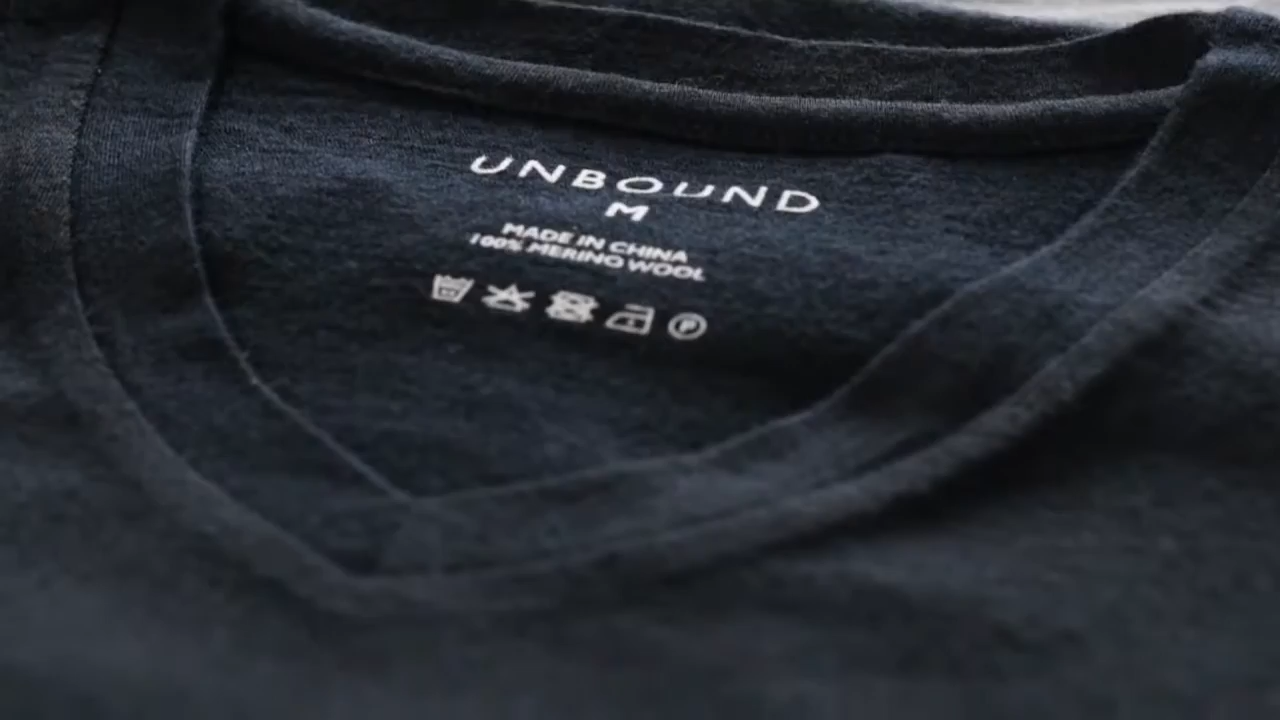 UNBOUND
M
MADE IN CHINA
100% MERINO WOOL
P